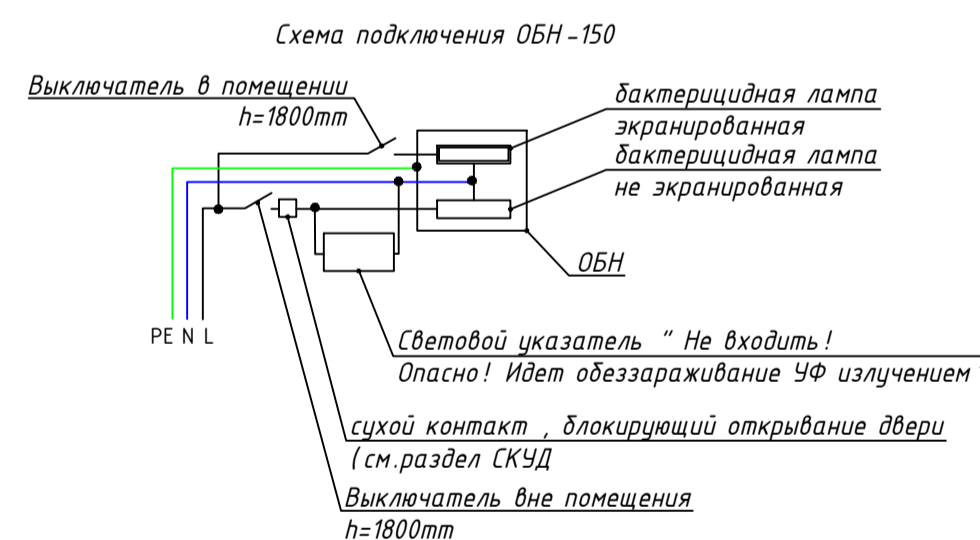 Схема подключения ОБН-150
Выключатель в помещении
h=1800mm
бактерицидная лампа
экранированная
бактерицидная лампа
не экранированная
ОБН
PE N L
Световой указатель " Не входить!
Опасно! Идет обеззараживание УФ излучением"
сухой контакт , блокирующий открывание двери
(см.раздел СКУД
Выключатель вне помещения
h=1800mm